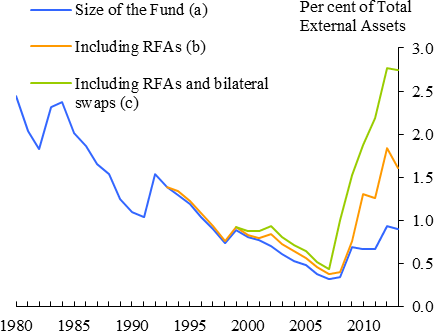 Size of the Fund (a)
Including RFAs (b)
Including RFAs and bilateral
swaps (c)
Per cent of Total
External Assets
3.0
2.5
2.0
1.5
1.0
0.5
0.0
1980 1985 1990 1995 2000 2005 2010